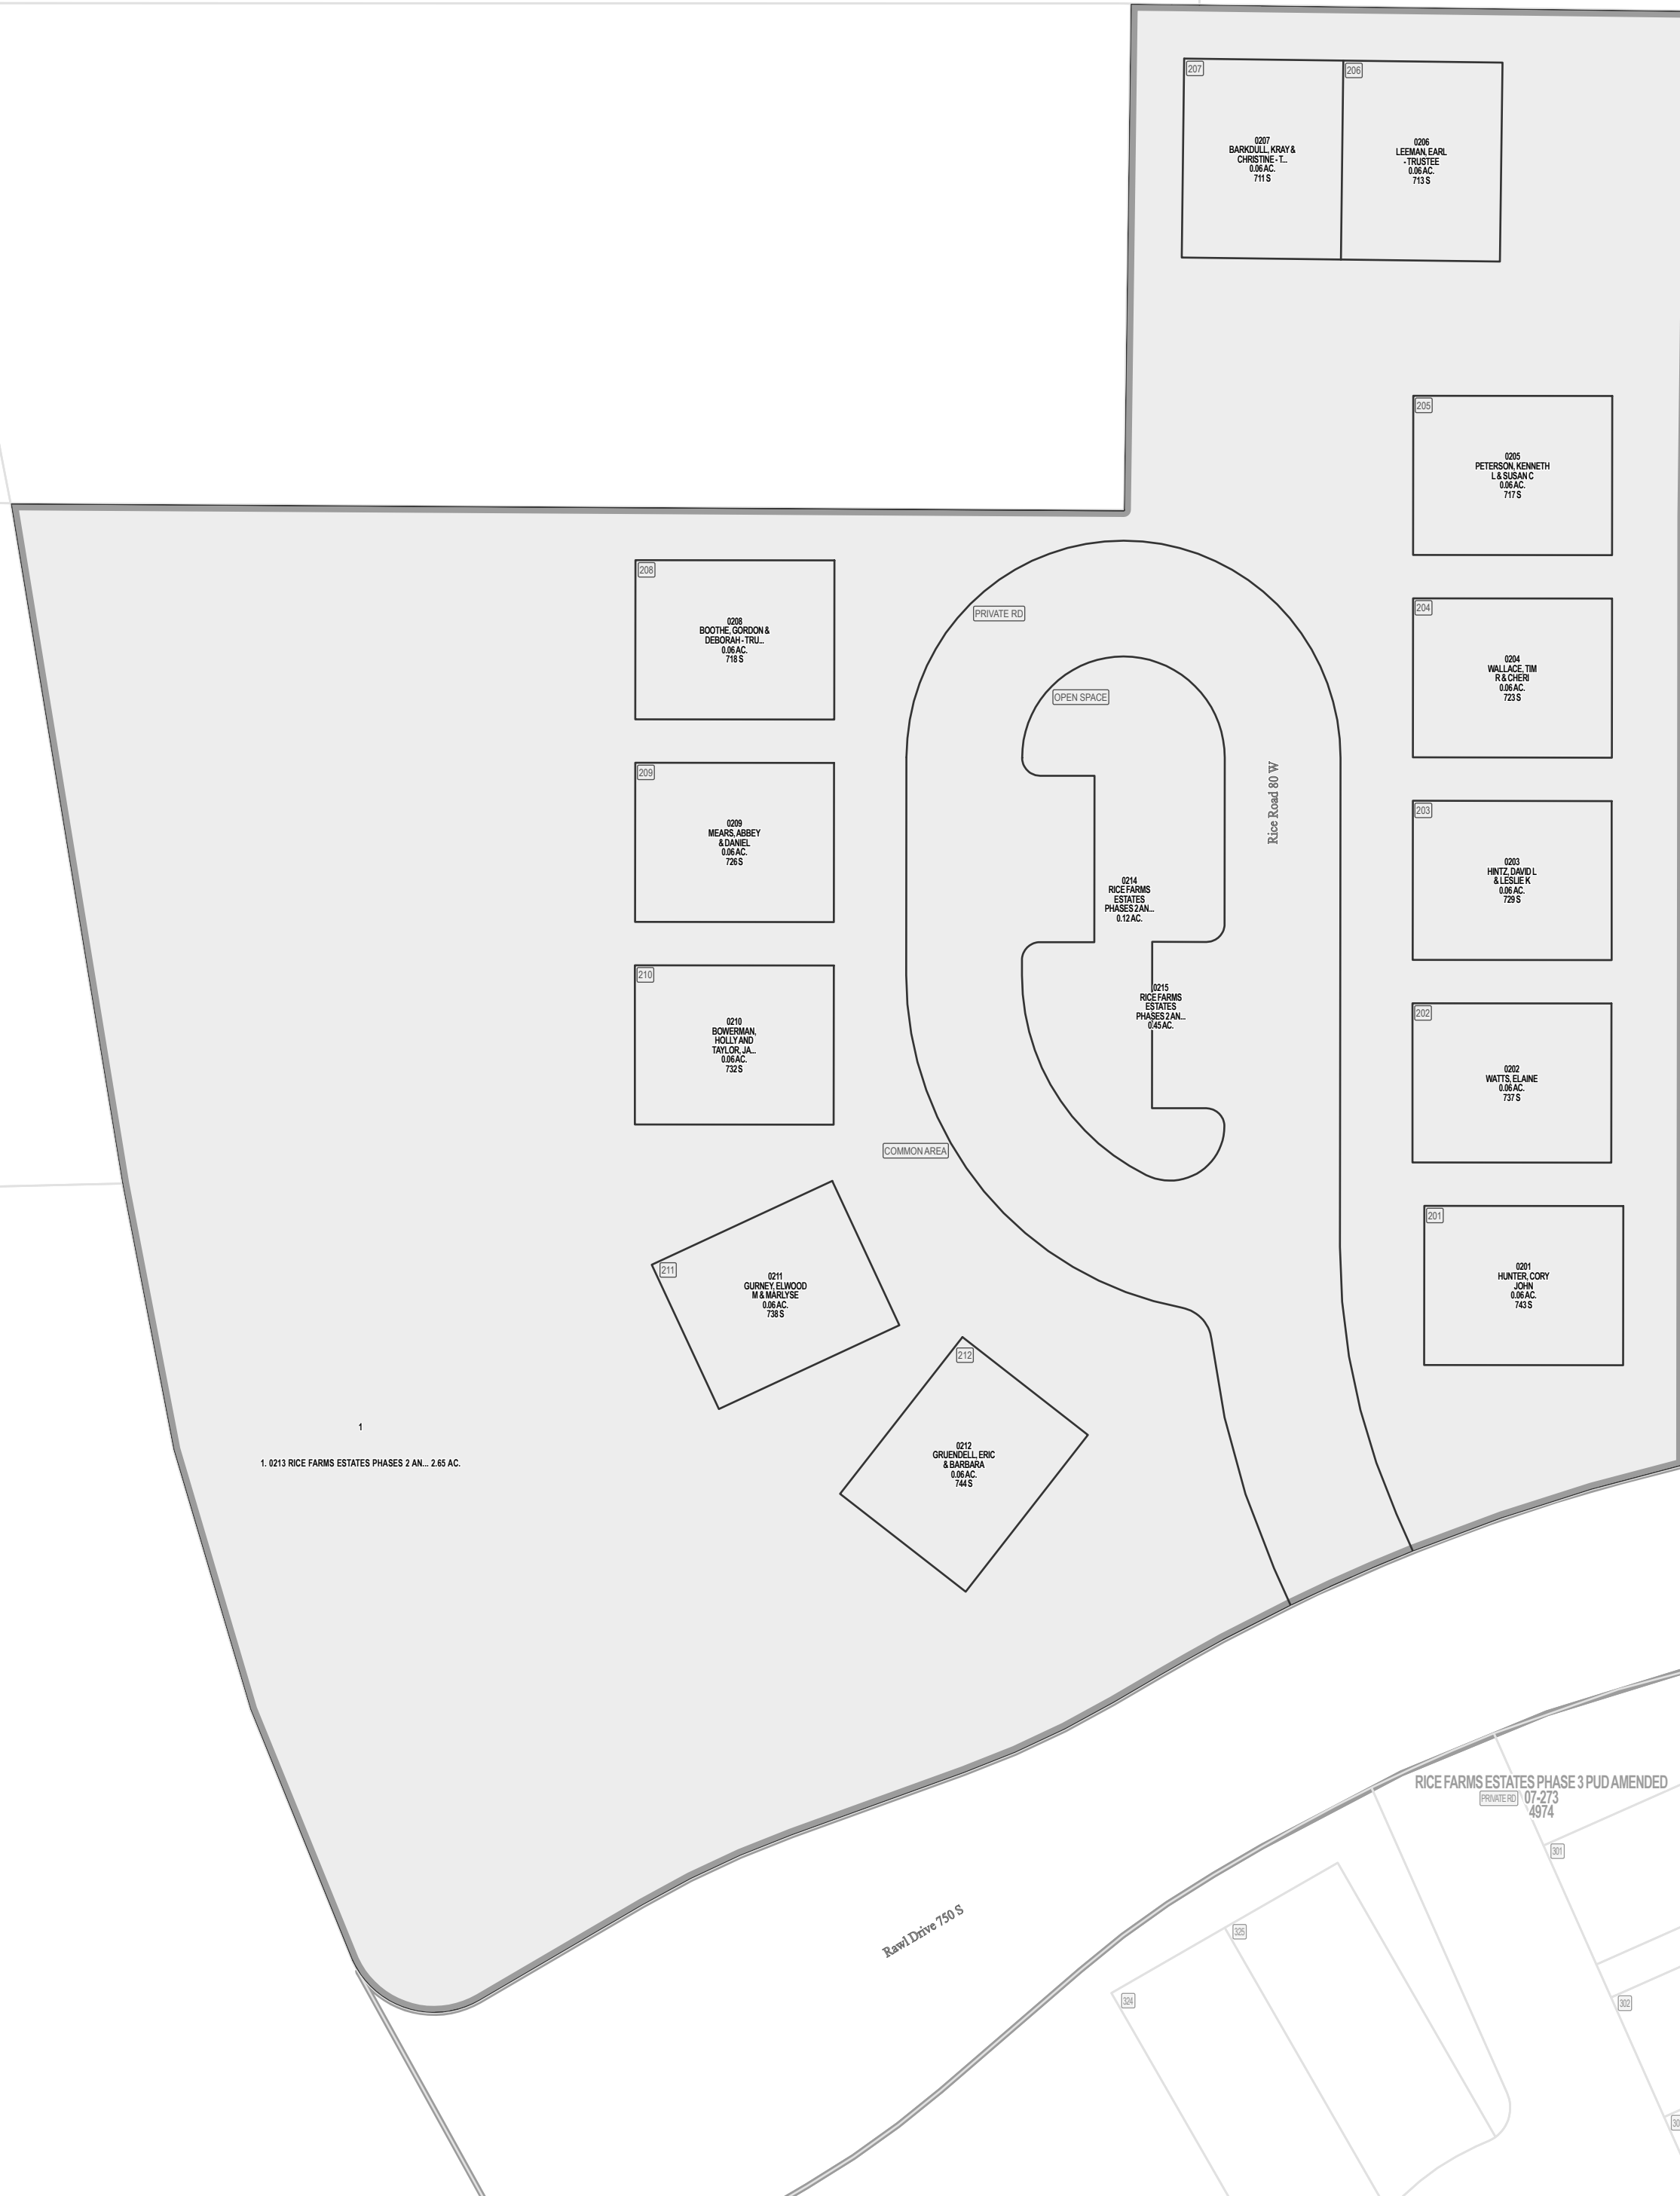 207
206
0207
BARKDULL, KRAY &
CHRISTINE - T...
0.06 AC.
711 S
0206
LEEMAN, EARL
- TRUSTEE
0.06 AC.
713 S
205
0205
PETERSON, KENNETH
L & SUSAN C
0.06 AC.
717 S
208
0208
BOOTHE, GORDON &
DEBORAH - TRU...
0.06 AC.
718 S
PRIVATE RD
204
0204
WALLACE, TIM
R & CHERI
0.06 AC.
723 S
OPEN SPACE
209
0209
MEARS, ABBEY
& DANIEL
0.06 AC.
726 S
Rice Road 80 W
203
0203
HINTZ, DAVID L
& LESLIE K
0.06 AC.
729 S
0214
RICE FARMS
ESTATES
PHASES 2 AN...
0.12 AC.
210
0210
BOWERMAN,
HOLLY AND
TAYLOR, JA...
0.06 AC.
732 S
0215
RICE FARMS
ESTATES
PHASES 2 AN...
0.45 AC.
202
0202
WATTS, ELAINE
0.06 AC.
737 S
COMMON AREA
201
0201
HUNTER, CORY
JOHN
0.06 AC.
743 S
211
0211
GURNEY, ELWOOD
M & MARLYSE
0.06 AC.
738 S
212
0212
GRUENDELL, ERIC
& BARBARA
0.06 AC.
744 S
1
1. 0213 RICE FARMS ESTATES PHASES 2 AN... 2.65 AC.
RICE FARMS ESTATES PHASE 3 PUD AMENDED
PRIVATE RD
07-273
4974
301
Rawl Drive 750 S
325
324
302